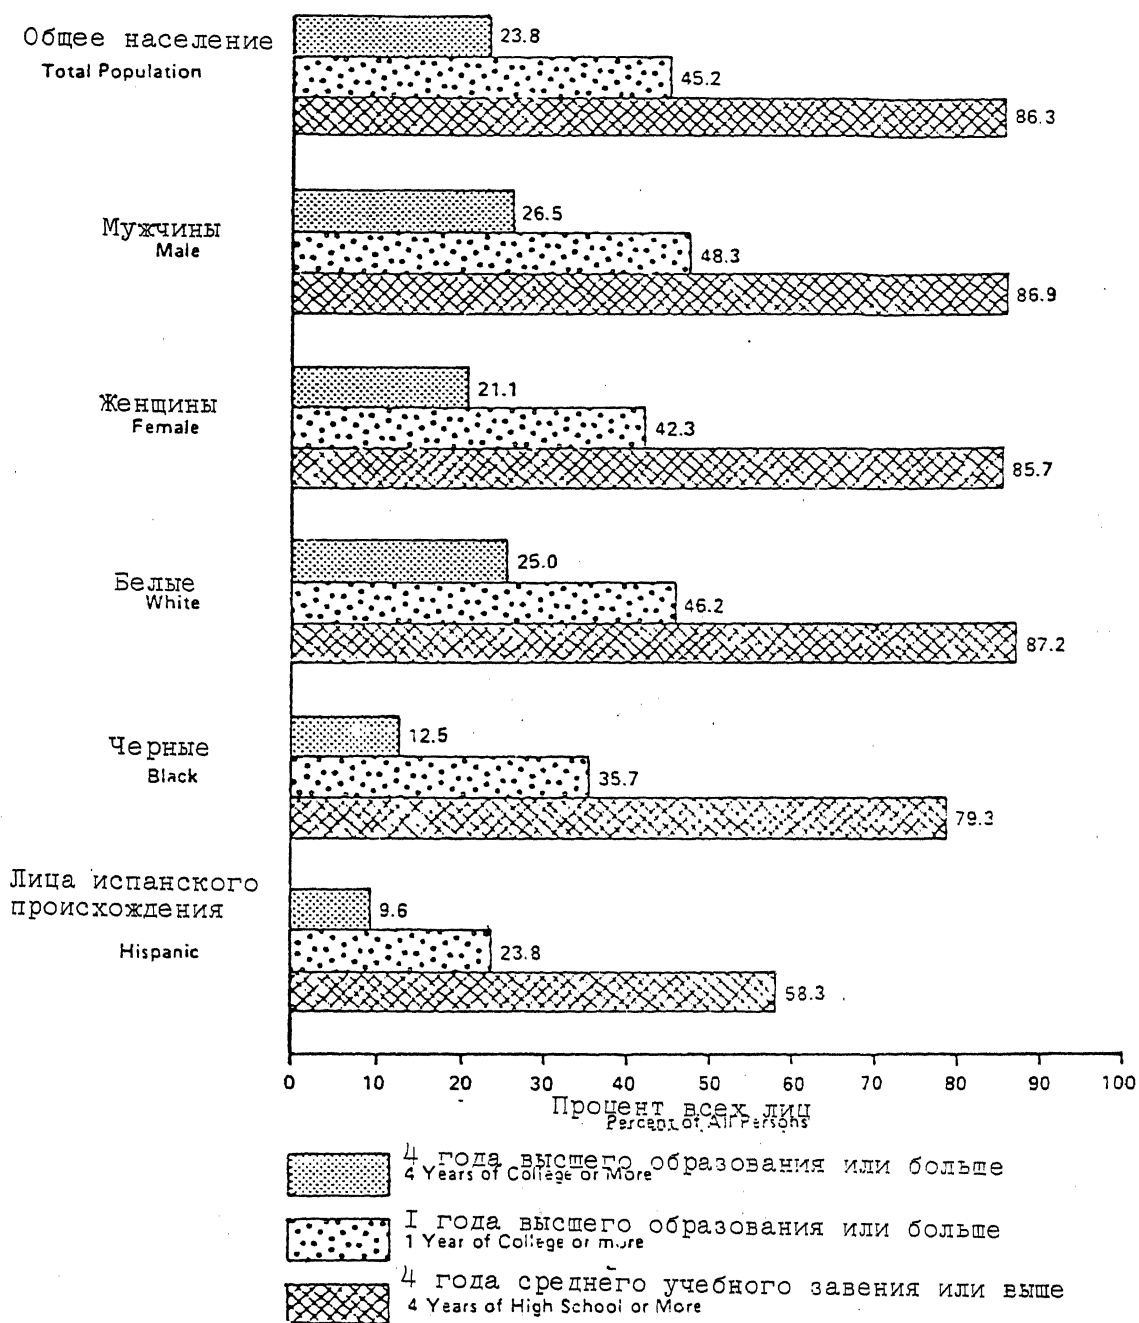 Общее население
Total Population
23.8
45.2
86.3
Мужчины
Male
26.5
48.3
86.9
Женщины
Female
21.1
42.3
85.7
Белые
White
25.0
46.2
87.2
Черные
Black
12.5
35.7
79.3
Лица испанского
происхождения
Hispanic
9.6
23.8
58.3
0 10 20 30 40 50 60 70 80 90 100
Процент всех лиц
Percent of All Persons
4 года высшего образования или больше
4 Years of College or More
I года высшего образования или больше
1 Year of College or more
4 года среднего учебного завения или выше
4 Years of High School or More